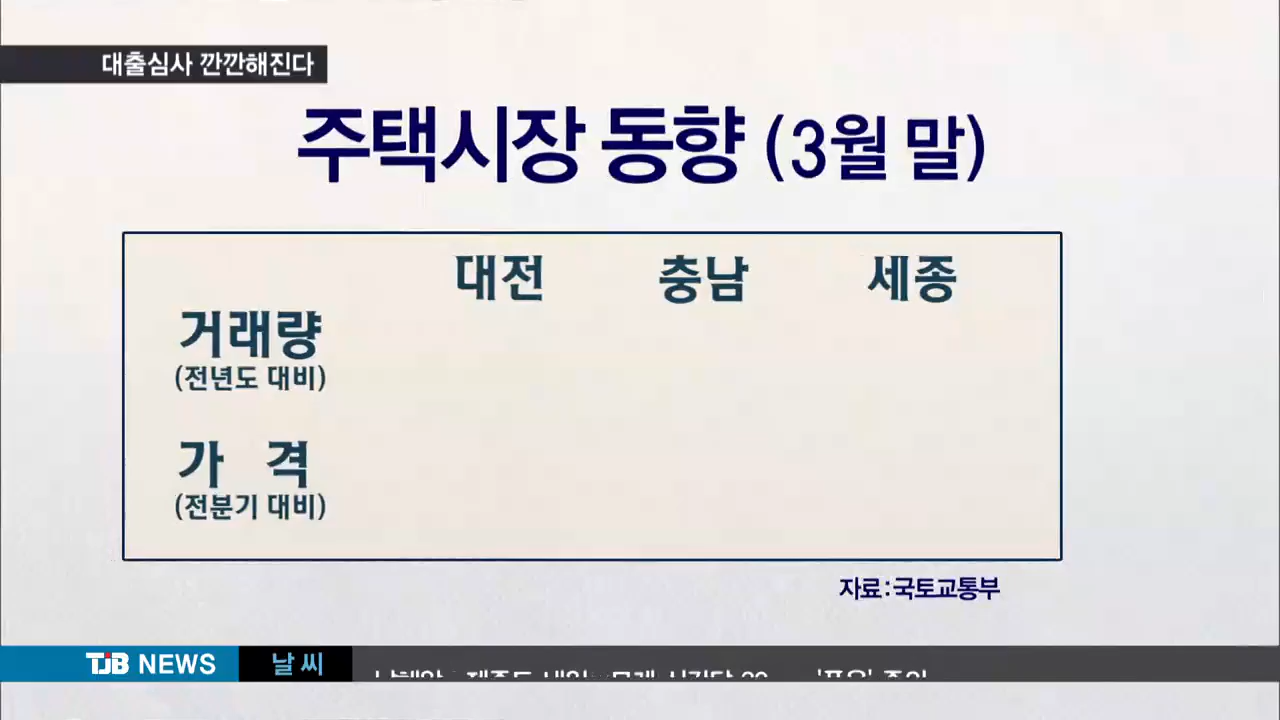 대출심사 깐깐해진다
주택시장 동향 (3월 말)
대전 충남 세종
거래량
(전년도 대비)
가 격
(전분기 대비)
자료:국토교통부
TJB NEWS 날씨